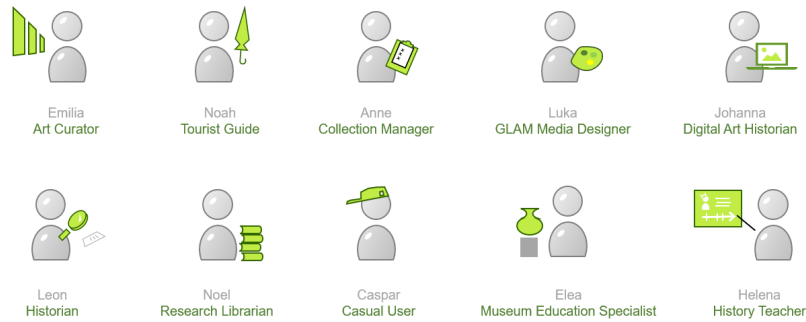 Emilia
Art Curator
Noah
Tourist Guide
Anne
Collection Manager
Luka
GLAM Media Designer
Johanna
Digital Art Historian
Leon
Historian
Noel
Research Librarian
Caspar
Casual User
Elea
Museum Education Specialist
Helena
History Teacher